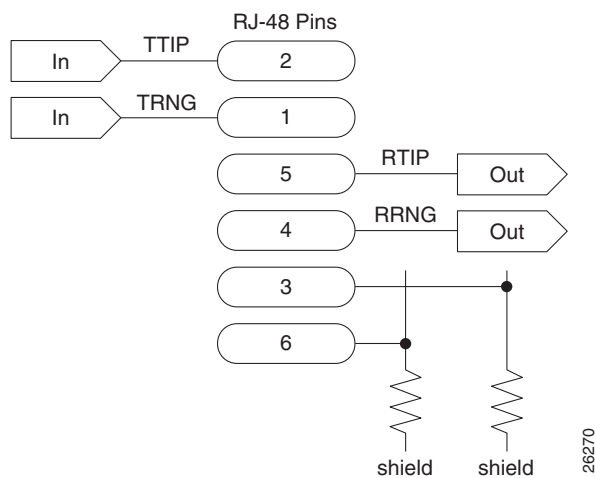 RJ-48 Pins
In
TTIP
2
In
TRNG
1
5
RTIP
Out
4
RRNG
Out
3
6
shield
shield
26270